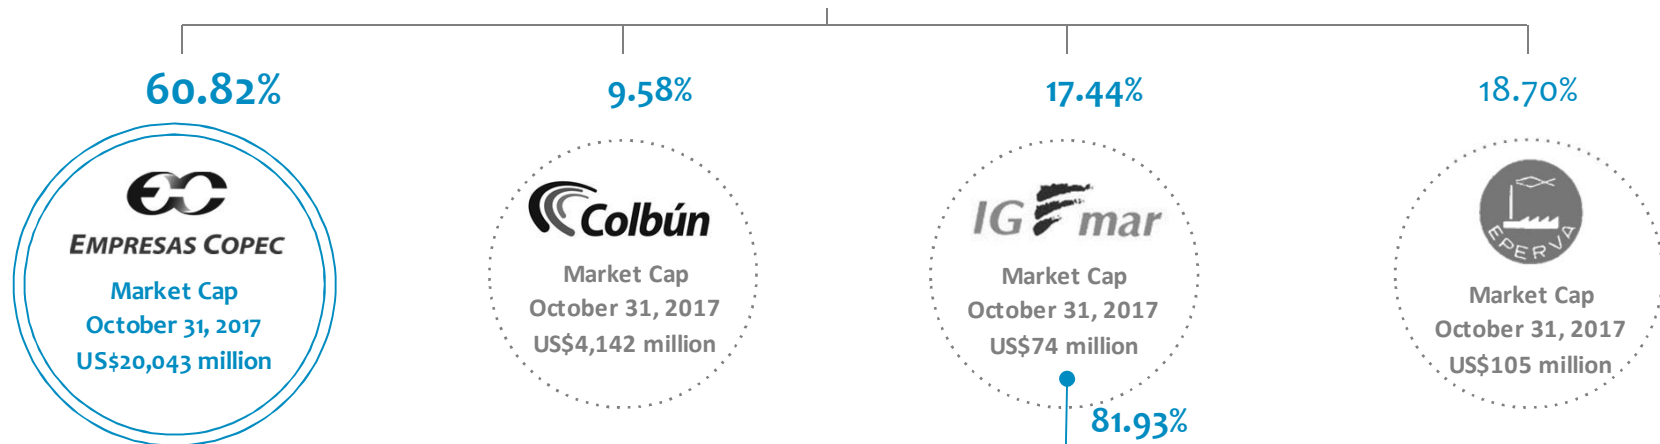 60.82%
9.58%
17.44%
18.70%
EMPRESAS COPEC
Market Cap
October 31, 2017
US$20,043 million
Colbún
Market Cap
October 31, 2017
US$4,142 million
IG mar
Market Cap
October 31, 2017
US$74 million
81.93%
EPERVA
Market Cap
October 31, 2017
US$105 million